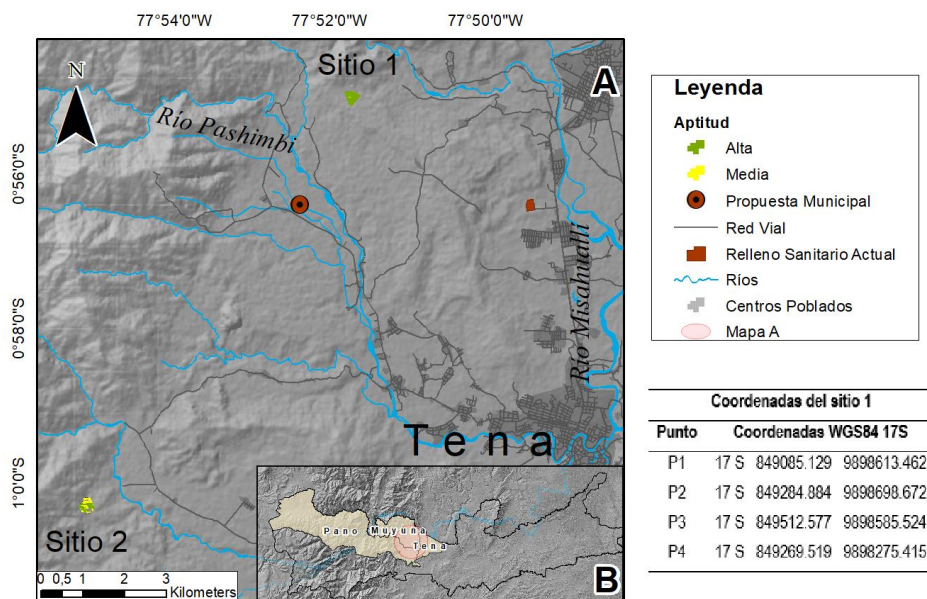 77°54'0"W 77°52'0"W 77°50'0"W
Sitio 1
A
N
Río Pashimbi
0°56'0"S
0°58'0"S
Río Misahualli
Tena
1°0'0"S
Sitio 2
0 0,5 1 2 3
Kilometers
Pano Muyuna
Tena
B
Leyenda
Aptitud
Alta
Media
Propuesta Municipal
Red Vial
Relleno Sanitario Actual
Ríos
Centros Poblados
Mapa A
Coordenadas del sitio 1
Punto Coordenadas WGS84 17S
P1 17 S 849085.129 9898613.462
P2 17 S 849284.884 9898698.672
P3 17 S 849512.577 9898585.524
P4 17 S 849269.519 9898275.415